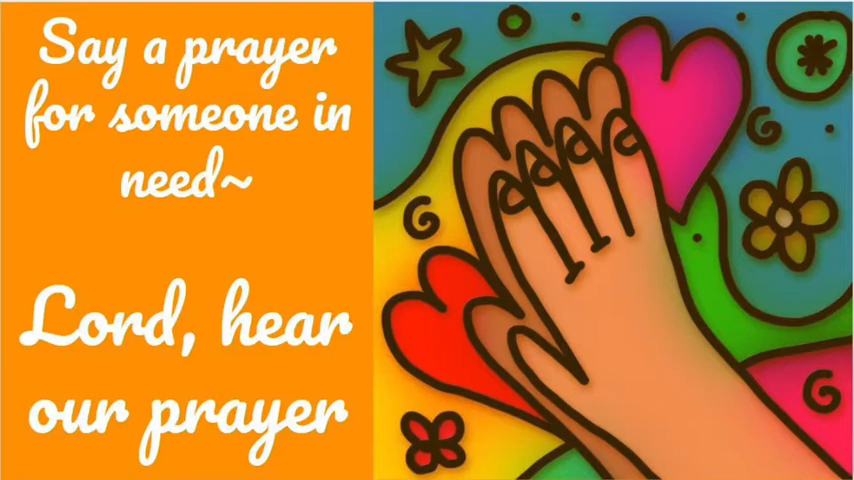 Say a prayer
for someone in
need~
Lord, hear
our prayer